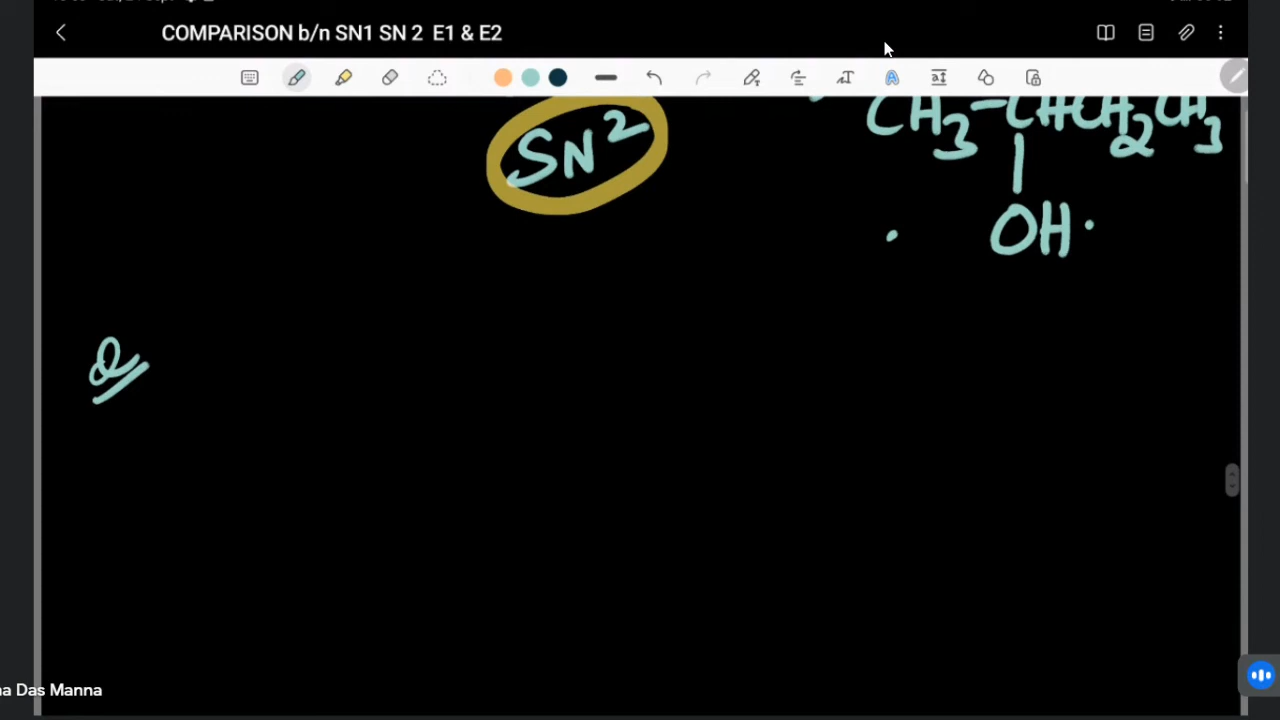 COMPARISON b/n SN1 SN 2 E1 & E2
CH3-CHCH2CH3
SN2
OH
Q
Das Manna